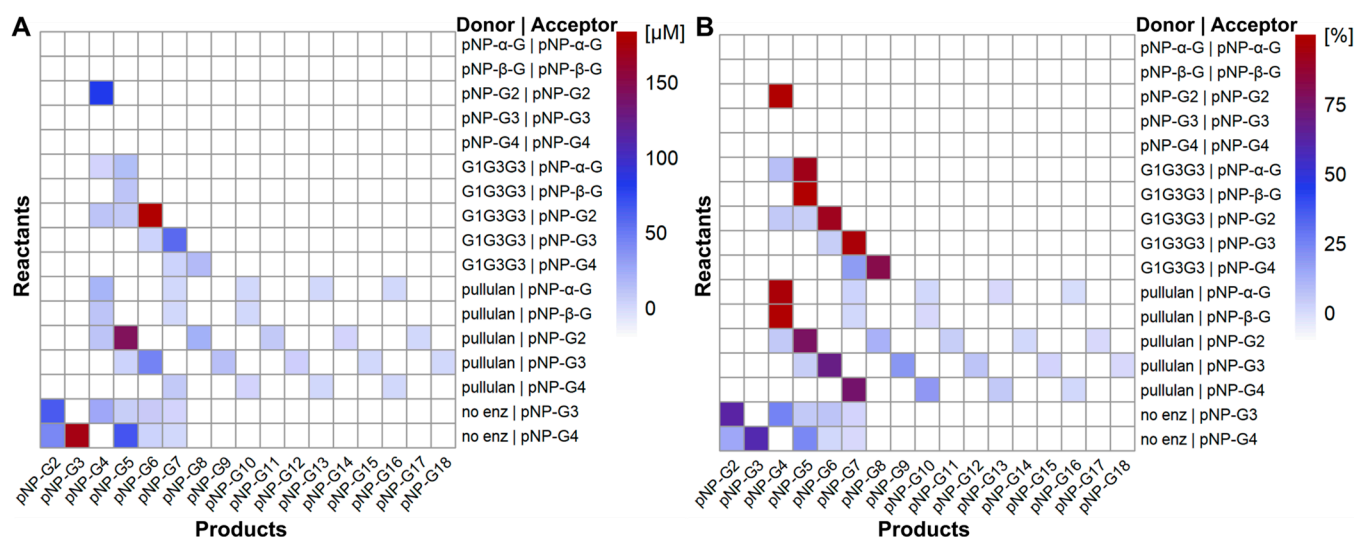 A
Donor | Acceptor
[µM]
pNP-α-G | pNP-α-G
pNP-β-G | pNP-β-G
pNP-G2 | pNP-G2
pNP-G3 | pNP-G3
pNP-G4 | pNP-G4
G1G3G3 | pNP-α-G
G1G3G3 | pNP-β-G
G1G3G3 | pNP-G2
G1G3G3 | pNP-G3
G1G3G3 | pNP-G4
pullulan | pNP-α-G
pullulan | pNP-β-G
pullulan | pNP-G2
pullulan | pNP-G3
pullulan | pNP-G4
no enz | pNP-G3
no enz | pNP-G4
150
100
50
0
Reactants
pNP-G2
pNP-G3
pNP-G4
pNP-G5
pNP-G6
pNP-G7
pNP-G8
pNP-G9
pNP-G10
pNP-G11
pNP-G12
pNP-G13
pNP-G14
pNP-G15
pNP-G16
pNP-G17
pNP-G18
Products
B
Donor | Acceptor
[%]
pNP-α-G | pNP-α-G
pNP-β-G | pNP-β-G
pNP-G2 | pNP-G2
pNP-G3 | pNP-G3
pNP-G4 | pNP-G4
G1G3G3 | pNP-α-G
G1G3G3 | pNP-β-G
G1G3G3 | pNP-G2
G1G3G3 | pNP-G3
G1G3G3 | pNP-G4
pullulan | pNP-α-G
pullulan | pNP-β-G
pullulan | pNP-G2
pullulan | pNP-G3
pullulan | pNP-G4
no enz | pNP-G3
no enz | pNP-G4
75
50
25
0
Reactants
pNP-G2
pNP-G3
pNP-G4
pNP-G5
pNP-G6
pNP-G7
pNP-G8
pNP-G9
pNP-G10
pNP-G11
pNP-G12
pNP-G13
pNP-G14
pNP-G15
pNP-G16
pNP-G17
pNP-G18
Products